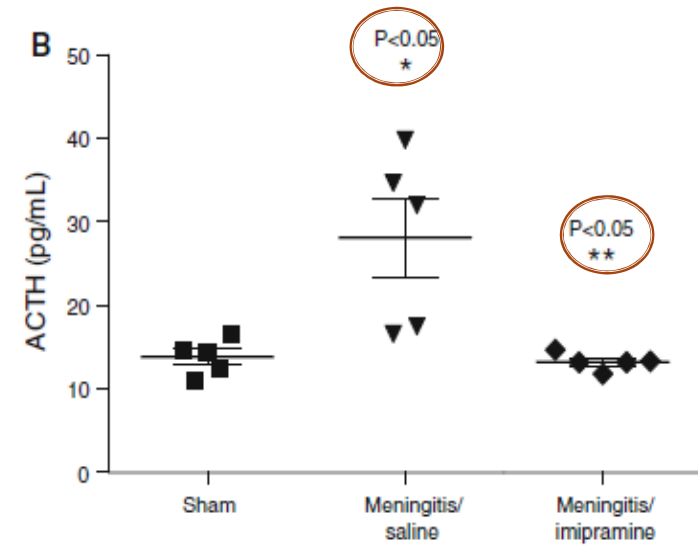 B
P<0.05
*
P<0.05
**
ACTH (pg/mL)
50
40
30
20
10
0
Sham
Meningitis/
saline
Meningitis/
imipramine